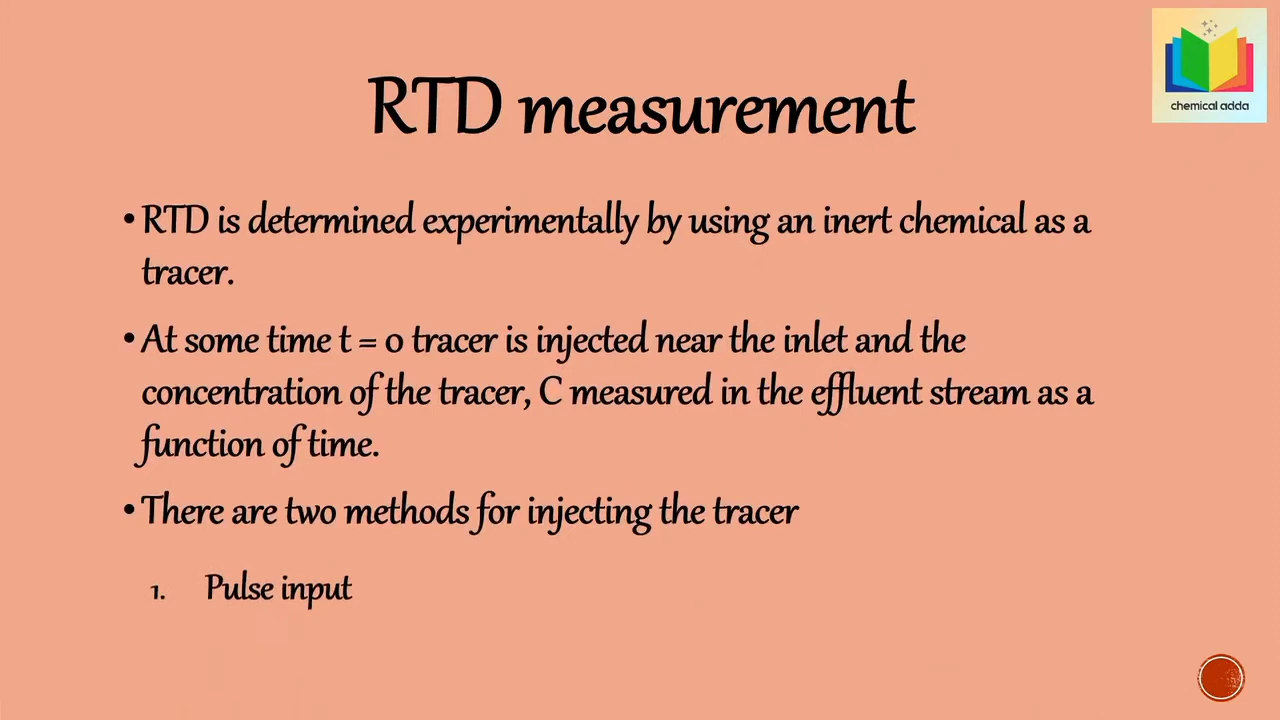 chemical adda
RTD measurement
• RTD is determined experimentally by using an inert chemical as a
tracer.
• At some time t = 0 tracer is injected near the inlet and the
concentration of the tracer, C measured in the effluent stream as a
function of time.
• There are two methods for injecting the tracer
1. Pulse input